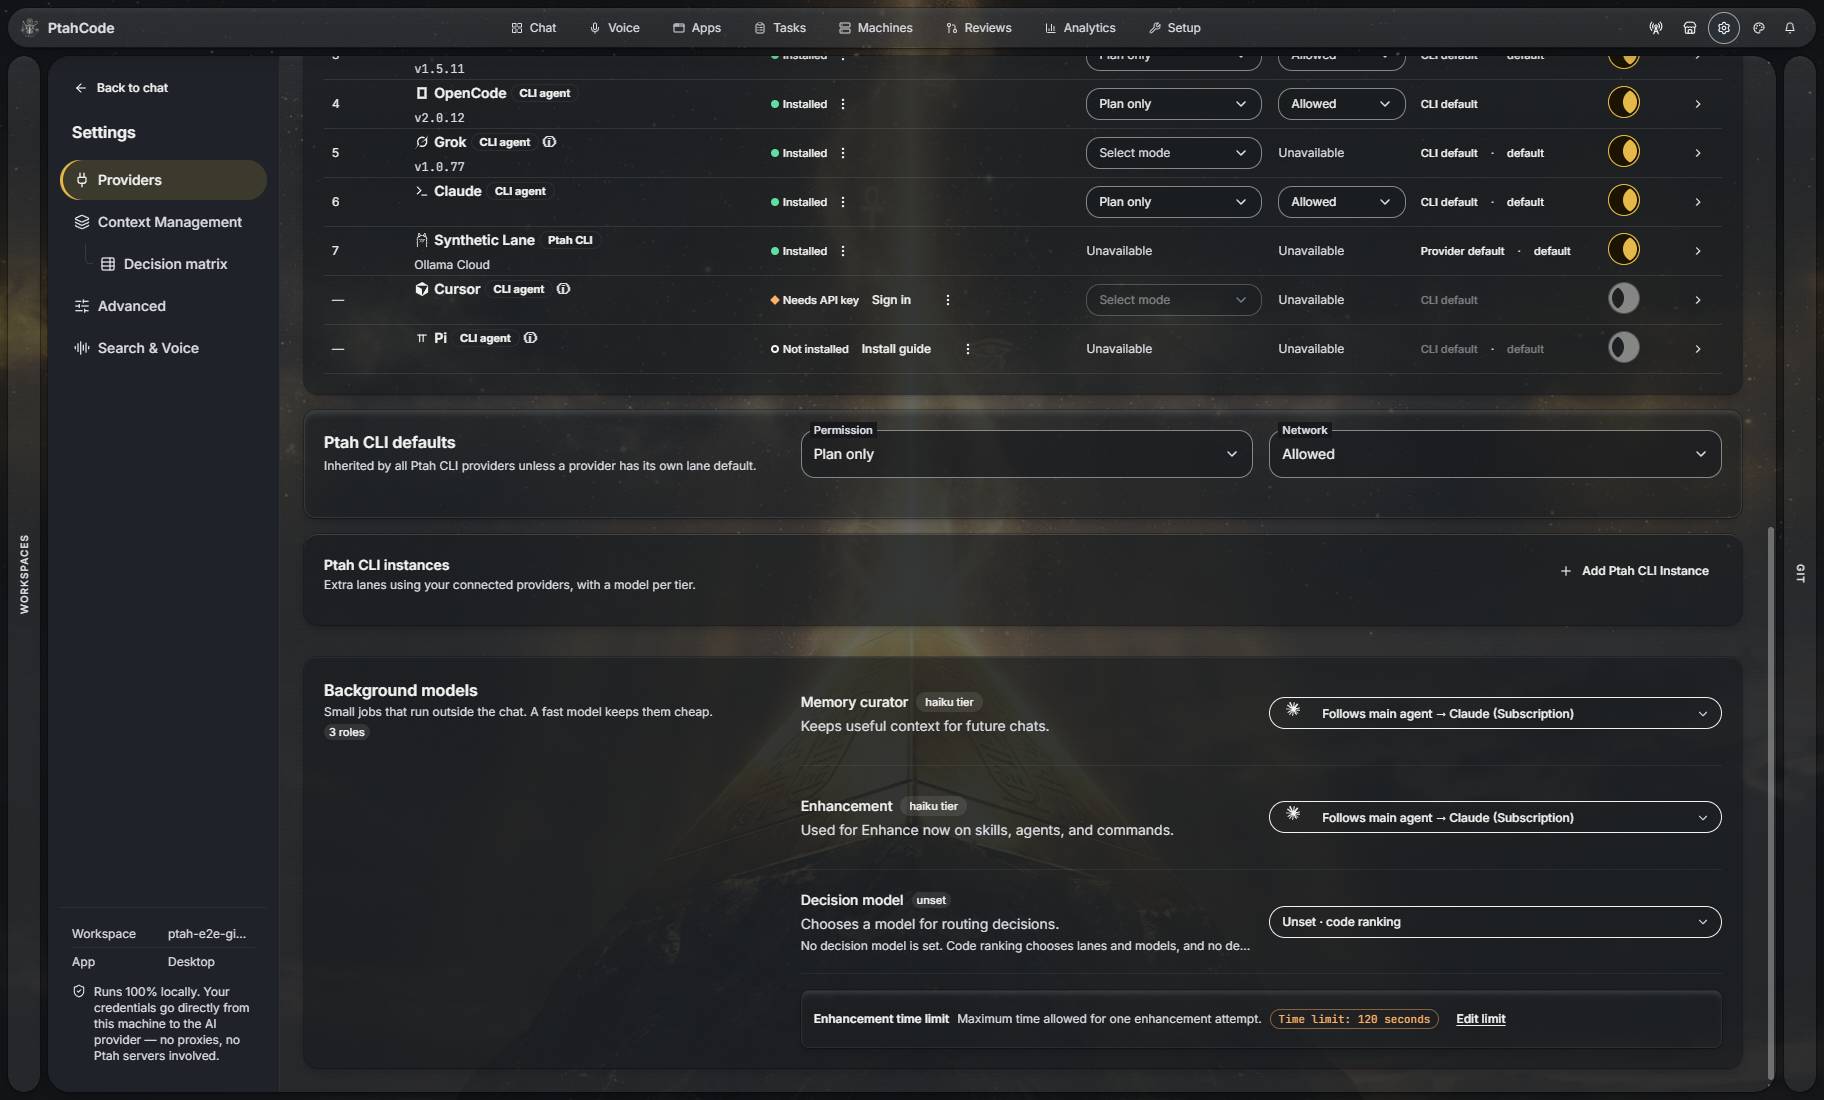 PtahCode
Chat
Voice
Apps
Tasks
Machines
Reviews
Analytics
Setup
WORKSPACES
GIT
Back to chat
Settings
Providers
Context Management
Decision matrix
Advanced
Search & Voice
Workspace ptah-e2e-gi...
App Desktop
Runs 100% locally. Your
credentials go directly from
this machine to the AI
provider — no proxies, no
Ptah servers involved.
v1.5.11
Installed
Plan only
Allowed
CLI default default
4 OpenCode CLI agent
v2.0.12
Installed
Plan only
Allowed
CLI default
5 Grok CLI agent
v1.0.77
Installed
Select mode
Unavailable
CLI default · default
6 Claude CLI agent
Installed
Plan only
Allowed
CLI default · default
7 Synthetic Lane Ptah CLI
Ollama Cloud
Installed
Unavailable
Unavailable
Provider default · default
— Cursor CLI agent
Needs API key Sign in
Select mode
Unavailable
CLI default
— Pi CLI agent
Not installed Install guide
Unavailable
Unavailable
CLI default · default
Ptah CLI defaults
Inherited by all Ptah CLI providers unless a provider has its own lane default.
Permission
Plan only
Network
Allowed
Ptah CLI instances
Extra lanes using your connected providers, with a model per tier.
+ Add Ptah CLI Instance
Background models
Small jobs that run outside the chat. A fast model keeps them cheap.
3 roles
Memory curator haiku tier
Keeps useful context for future chats.
Follows main agent → Claude (Subscription)
Enhancement haiku tier
Used for Enhance now on skills, agents, and commands.
Follows main agent → Claude (Subscription)
Decision model unset
Chooses a model for routing decisions.
No decision model is set. Code ranking chooses lanes and models, and no de...
Unset · code ranking
Enhancement time limit Maximum time allowed for one enhancement attempt. Time limit: 120 seconds Edit limit